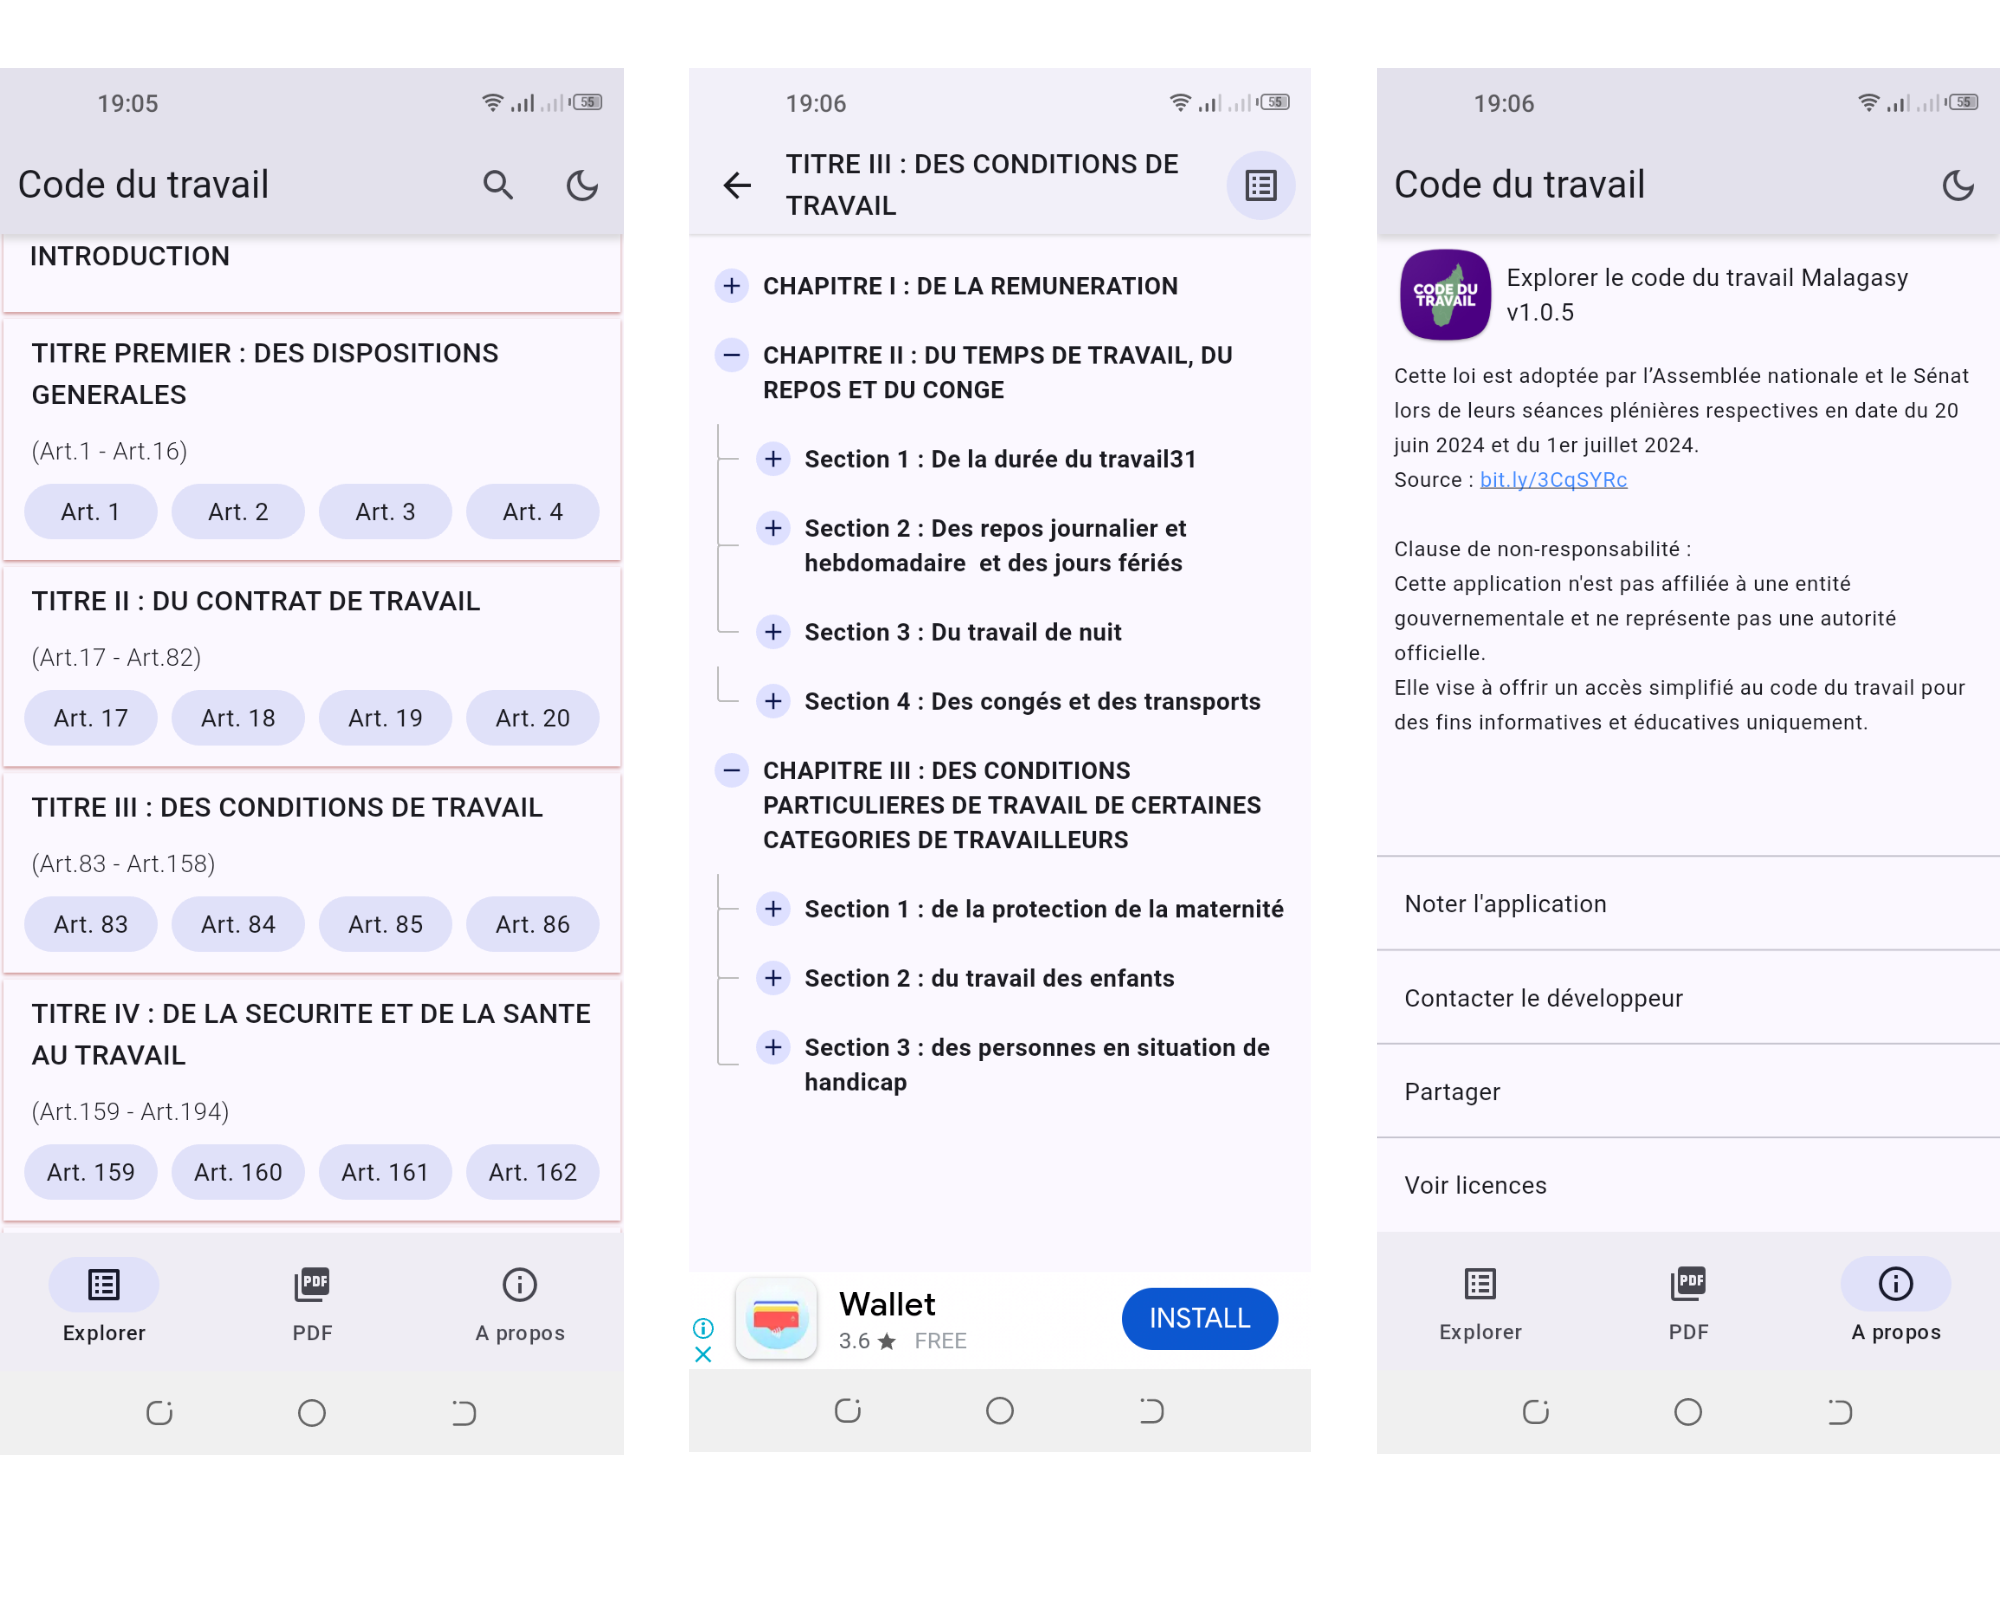 19:05
55
Code du travail
INTRODUCTION
TITRE PREMIER : DES DISPOSITIONS
GENERALES
(Art.1 - Art.16)
Art. 1
Art. 2
Art. 3
Art. 4
TITRE II : DU CONTRAT DE TRAVAIL
(Art.17 - Art.82)
Art. 17
Art. 18
Art. 19
Art. 20
TITRE III : DES CONDITIONS DE TRAVAIL
(Art.83 - Art.158)
Art. 83
Art. 84
Art. 85
Art. 86
TITRE IV : DE LA SECURITE ET DE LA SANTE
AU TRAVAIL
(Art.159 - Art.194)
Art. 159
Art. 160
Art. 161
Art. 162
PDF
Explorer
PDF
A propos
19:06
55
TITRE III : DES CONDITIONS DE
TRAVAIL
CHAPITRE I : DE LA REMUNERATION
CHAPITRE II : DU TEMPS DE TRAVAIL, DU
REPOS ET DU CONGE
Section 1 : De la durée du travail31
Section 2 : Des repos journalier et
hebdomadaire  et des jours fériés
Section 3 : Du travail de nuit
Section 4 : Des congés et des transports
CHAPITRE III : DES CONDITIONS
PARTICULIERES DE TRAVAIL DE CERTAINES
CATEGORIES DE TRAVAILLEURS
Section 1 : de la protection de la maternité
Section 2 : du travail des enfants
Section 3 : des personnes en situation de
handicap
Wallet
3.6 ★ FREE
INSTALL
19:06
55
Code du travail
CODE DU
TRAVAIL
Explorer le code du travail Malagasy
v1.0.5
Cette loi est adoptée par l’Assemblée nationale et le Sénat
lors de leurs séances plénières respectives en date du 20
juin 2024 et du 1er juillet 2024.
Source : bit.ly/3CqSYRc
Clause de non-responsabilité :
Cette application n'est pas affiliée à une entité
gouvernementale et ne représente pas une autorité
officielle.
Elle vise à offrir un accès simplifié au code du travail pour
des fins informatives et éducatives uniquement.
Noter l'application
Contacter le développeur
Partager
Voir licences
PDF
Explorer
PDF
A propos